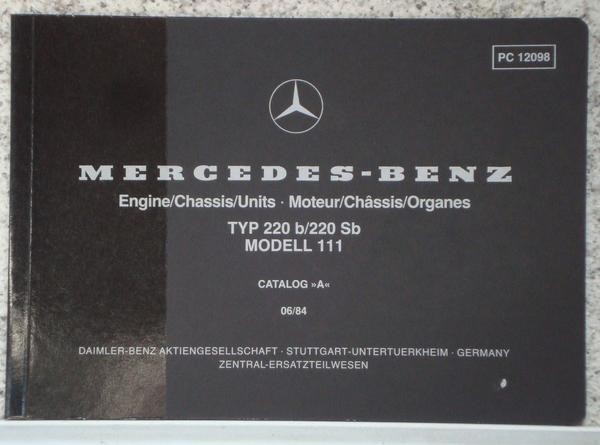 PC 12098
MERCEDES-BENZ
Engine/Chassis/Units · Moteur/Châssis/Organes
TYP 220 b/220 Sb
MODELL 111
CATALOG »A«
06/84
DAIMLER-BENZ AKTIENGESELLSCHAFT · STUTTGART-UNTERTUERKHEIM · GERMANY
ZENTRAL-ERSATZTEILWESEN